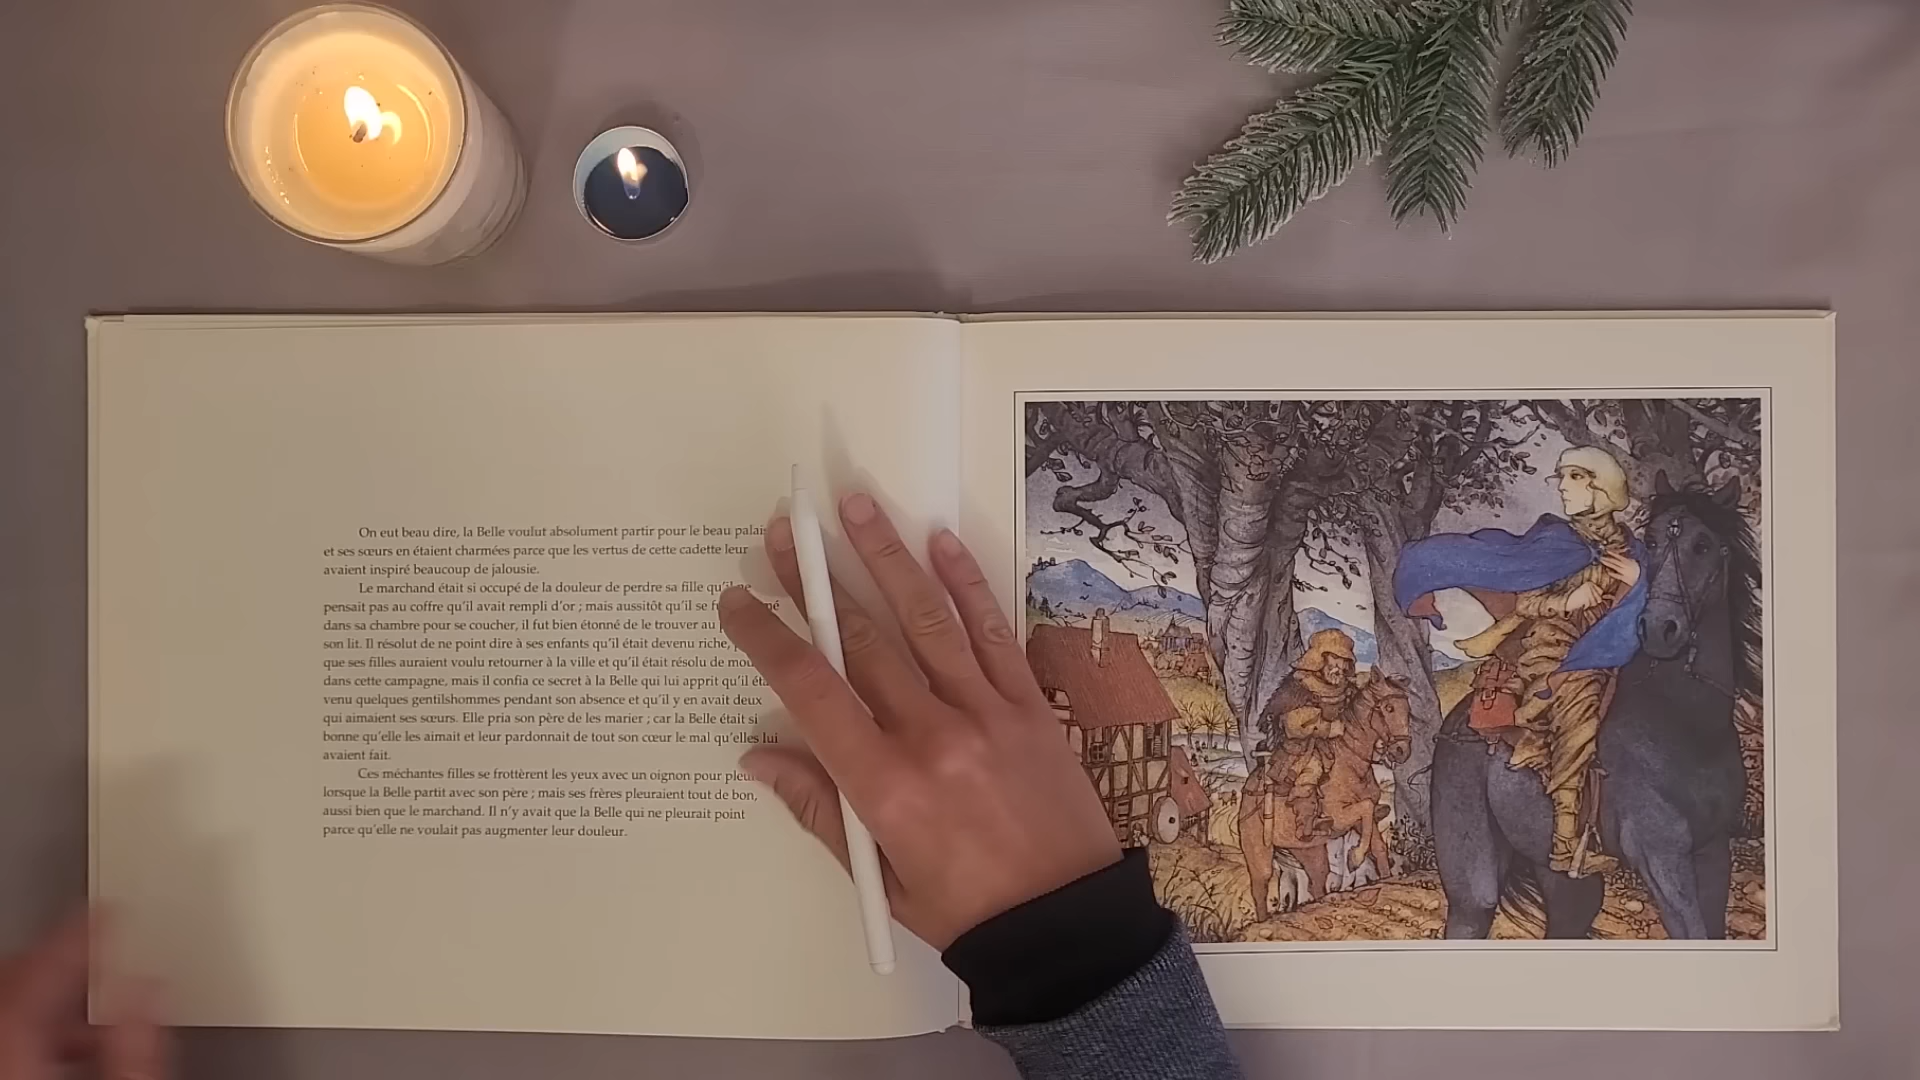 On eut beau dire, la Belle voulut absolument partir pour le beau palais
et ses sœurs en étaient charmées parce que les vertus de cette cadette leur
avaient inspiré beaucoup de jalousie.
Le marchand était si occupé de la douleur de perdre sa fille qu'il ne
pensait pas au coffre qu'il avait rempli d'or ; mais aussitôt qu'il se
dans sa chambre pour se coucher, il fut bien étonné de le trouver au
son lit. Il résolut de ne point dire à ses enfants qu'il était devenu riche,
que ses filles auraient voulu retourner à la ville et qu'il était résolu de
dans cette campagne, mais il confia ce secret à la Belle qui lui apprit qu'il
venu quelques gentilshommes pendant son absence et qu'il y en avait deux
qui aimaient ses sœurs. Elle pria son père de les marier ; car la Belle était si
bonne qu'elle les aimait et leur pardonnait de tout son cœur le mal qu'elles lui
avaient fait.
Ces méchantes filles se frottèrent les yeux avec un oignon pour
lorsque la Belle partit avec son père ; mais ses frères pleuraient tout de bon,
aussi bien que le marchand. Il n'y avait que la Belle qui ne pleurait point
parce qu'elle ne voulait pas augmenter leur douleur.